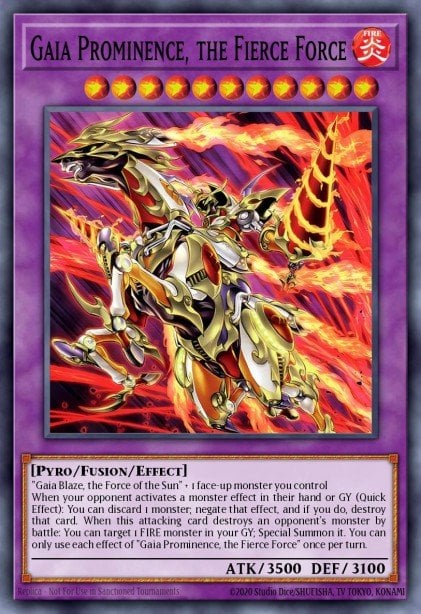 GAIA PROMINENCE, THE FIERCE FORCE
FIRE
炎
[PYRO/FUSION/EFFECT]
"Gaia Blaze, the Force of the Sun" + 1 face-up monster you control
When your opponent activates a monster effect in their hand or GY (Quick
Effect): You can discard 1 monster; negate that effect, and if you do, destroy
that card. When this attacking card destroys an opponent's monster by
battle: You can target 1 FIRE monster in your GY; Special Summon it. You can
only use each effect of "Gaia Prominence, the Fierce Force" once per turn.
ATK/3500 DEF/3100
Replica - Not For Use in Sanctioned Tournaments
©2020 Studio Dice/SHUEISHA, TV TOKYO, KONAMI